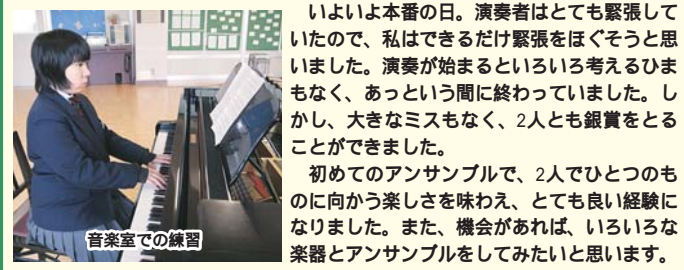 いよいよ本番の日。演奏者はとても緊張して
いたので、私はできるだけ緊張をほぐそうと思
いました。演奏が始まるといろいろ考えるひま
もなく、あっという間に終わっていました。し
かし、大きなミスもなく、2人とも銀賞をとる
ことができました。
初めてのアンサンブルで、2人でひとつのも
のに向かう楽しさを味わえ、とても良い経験に
なりました。また、機会があれば、いろいろな
楽器とアンサンブルをしてみたいと思います。
音楽室での練習